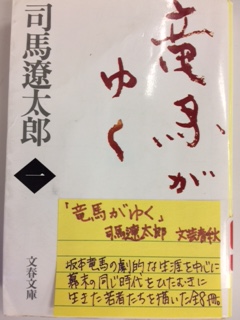 竜馬が
ゆく
司馬遼太郎
一
文春文庫
「竜馬がゆく」
司馬遼太郎 文芸春秋
坂本竜馬の劇的な生涯を中心に
幕末の同じ時代をひたむきに
生きた若者たちを描いた全8冊。